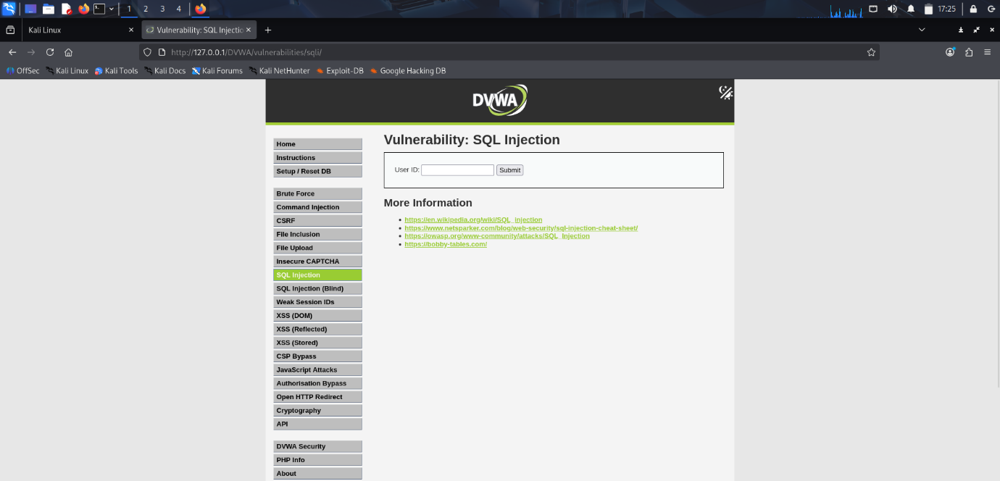 1 2 3 4 17:25
Kali Linux
Vulnerability: SQL Injectio
http://127.0.0.1/DVWA/vulnerabilities/sqli/
OffSec Kali Linux Kali Tools Kali Docs Kali Forums Kali NetHunter Exploit-DB Google Hacking DB
DVWA
Home
Instructions
Setup / Reset DB
Brute Force
Command Injection
CSRF
File Inclusion
File Upload
Insecure CAPTCHA
SQL Injection
SQL Injection (Blind)
Weak Session IDs
XSS (DOM)
XSS (Reflected)
XSS (Stored)
CSP Bypass
JavaScript Attacks
Authorisation Bypass
Open HTTP Redirect
Cryptography
API
DVWA Security
PHP Info
About
Vulnerability: SQL Injection
User ID: Submit
More Information
https://en.wikipedia.org/wiki/SQL_injection
https://www.netsparker.com/blog/web-security/sql-injection-cheat-sheet/
https://owasp.org/www-community/attacks/SQL_Injection
https://bobby-tables.com/